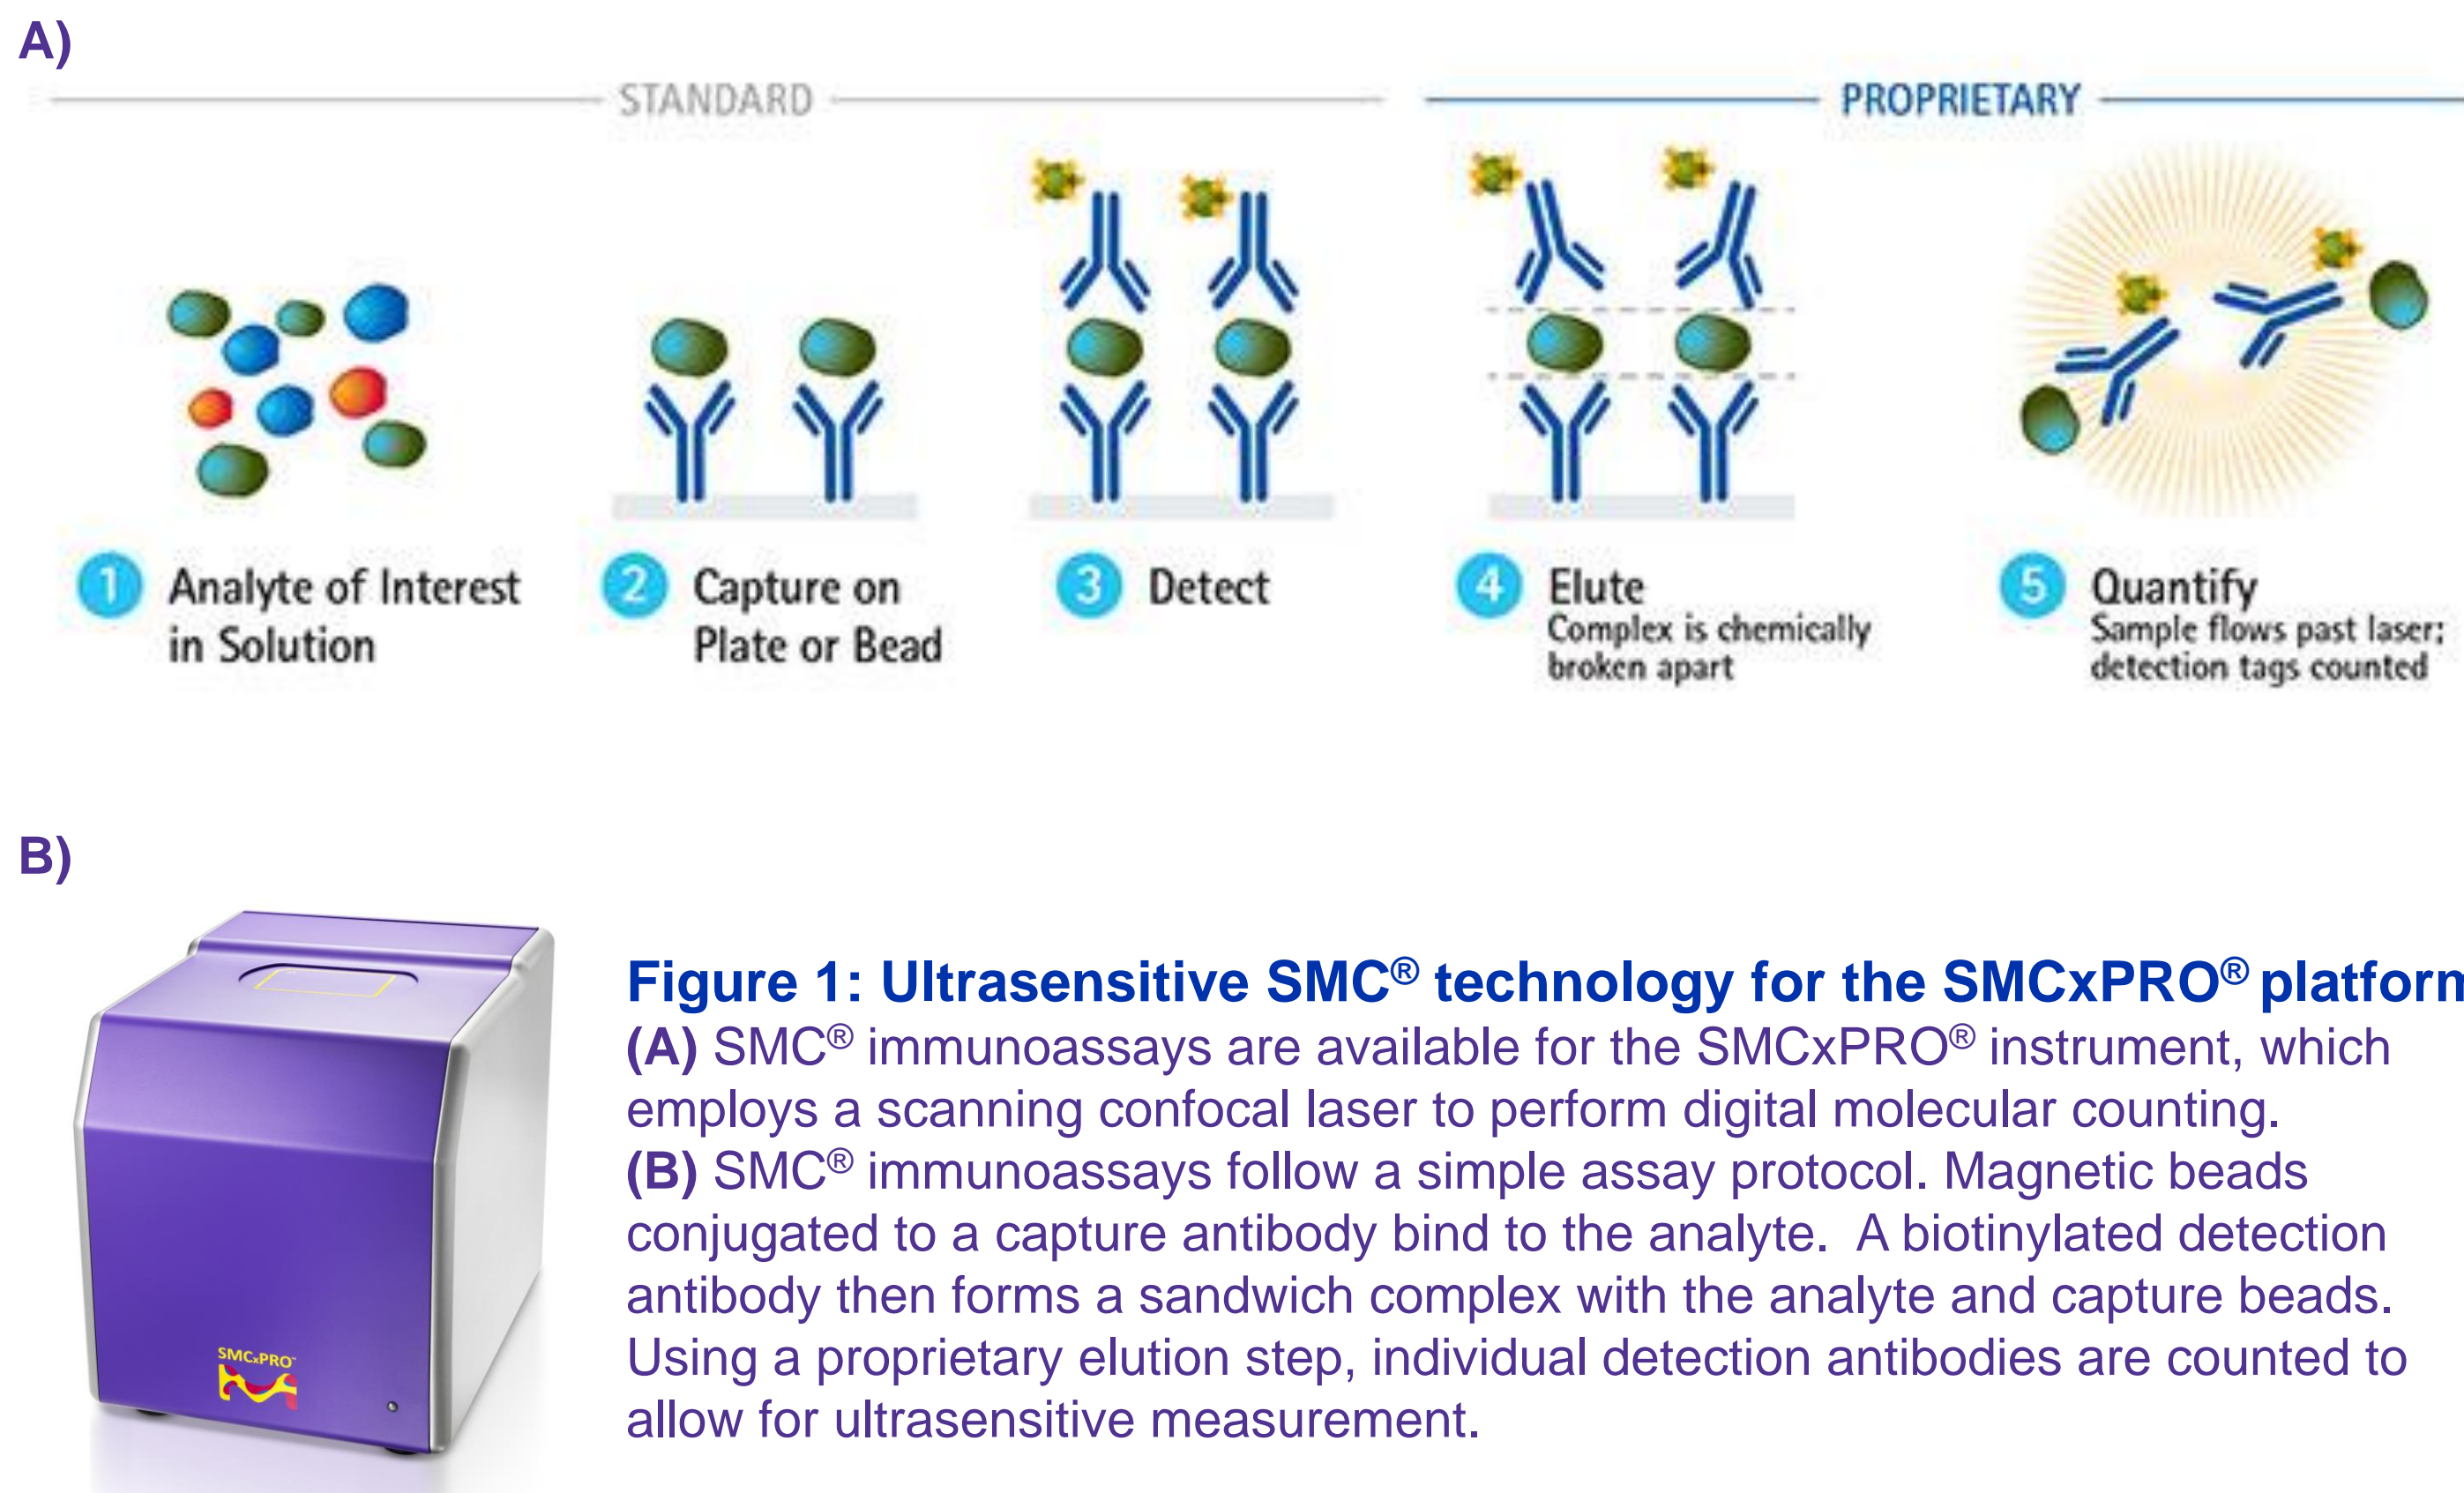 A)
STANDARD
PROPRIETARY
1 Analyte of Interest
in Solution
2 Capture on
Plate or Bead
3 Detect
4 Elute
Complex is chemically
broken apart
5 Quantify
Sample flows past laser;
detection tags counted
B)
SMCxPRO™
Figure 1: Ultrasensitive SMC® technology for the SMCxPRO® platform
(A) SMC® immunoassays are available for the SMCxPRO® instrument, which
employs a scanning confocal laser to perform digital molecular counting.
(B) SMC® immunoassays follow a simple assay protocol. Magnetic beads
conjugated to a capture antibody bind to the analyte.  A biotinylated detection
antibody then forms a sandwich complex with the analyte and capture beads.
Using a proprietary elution step, individual detection antibodies are counted to
allow for ultrasensitive measurement.